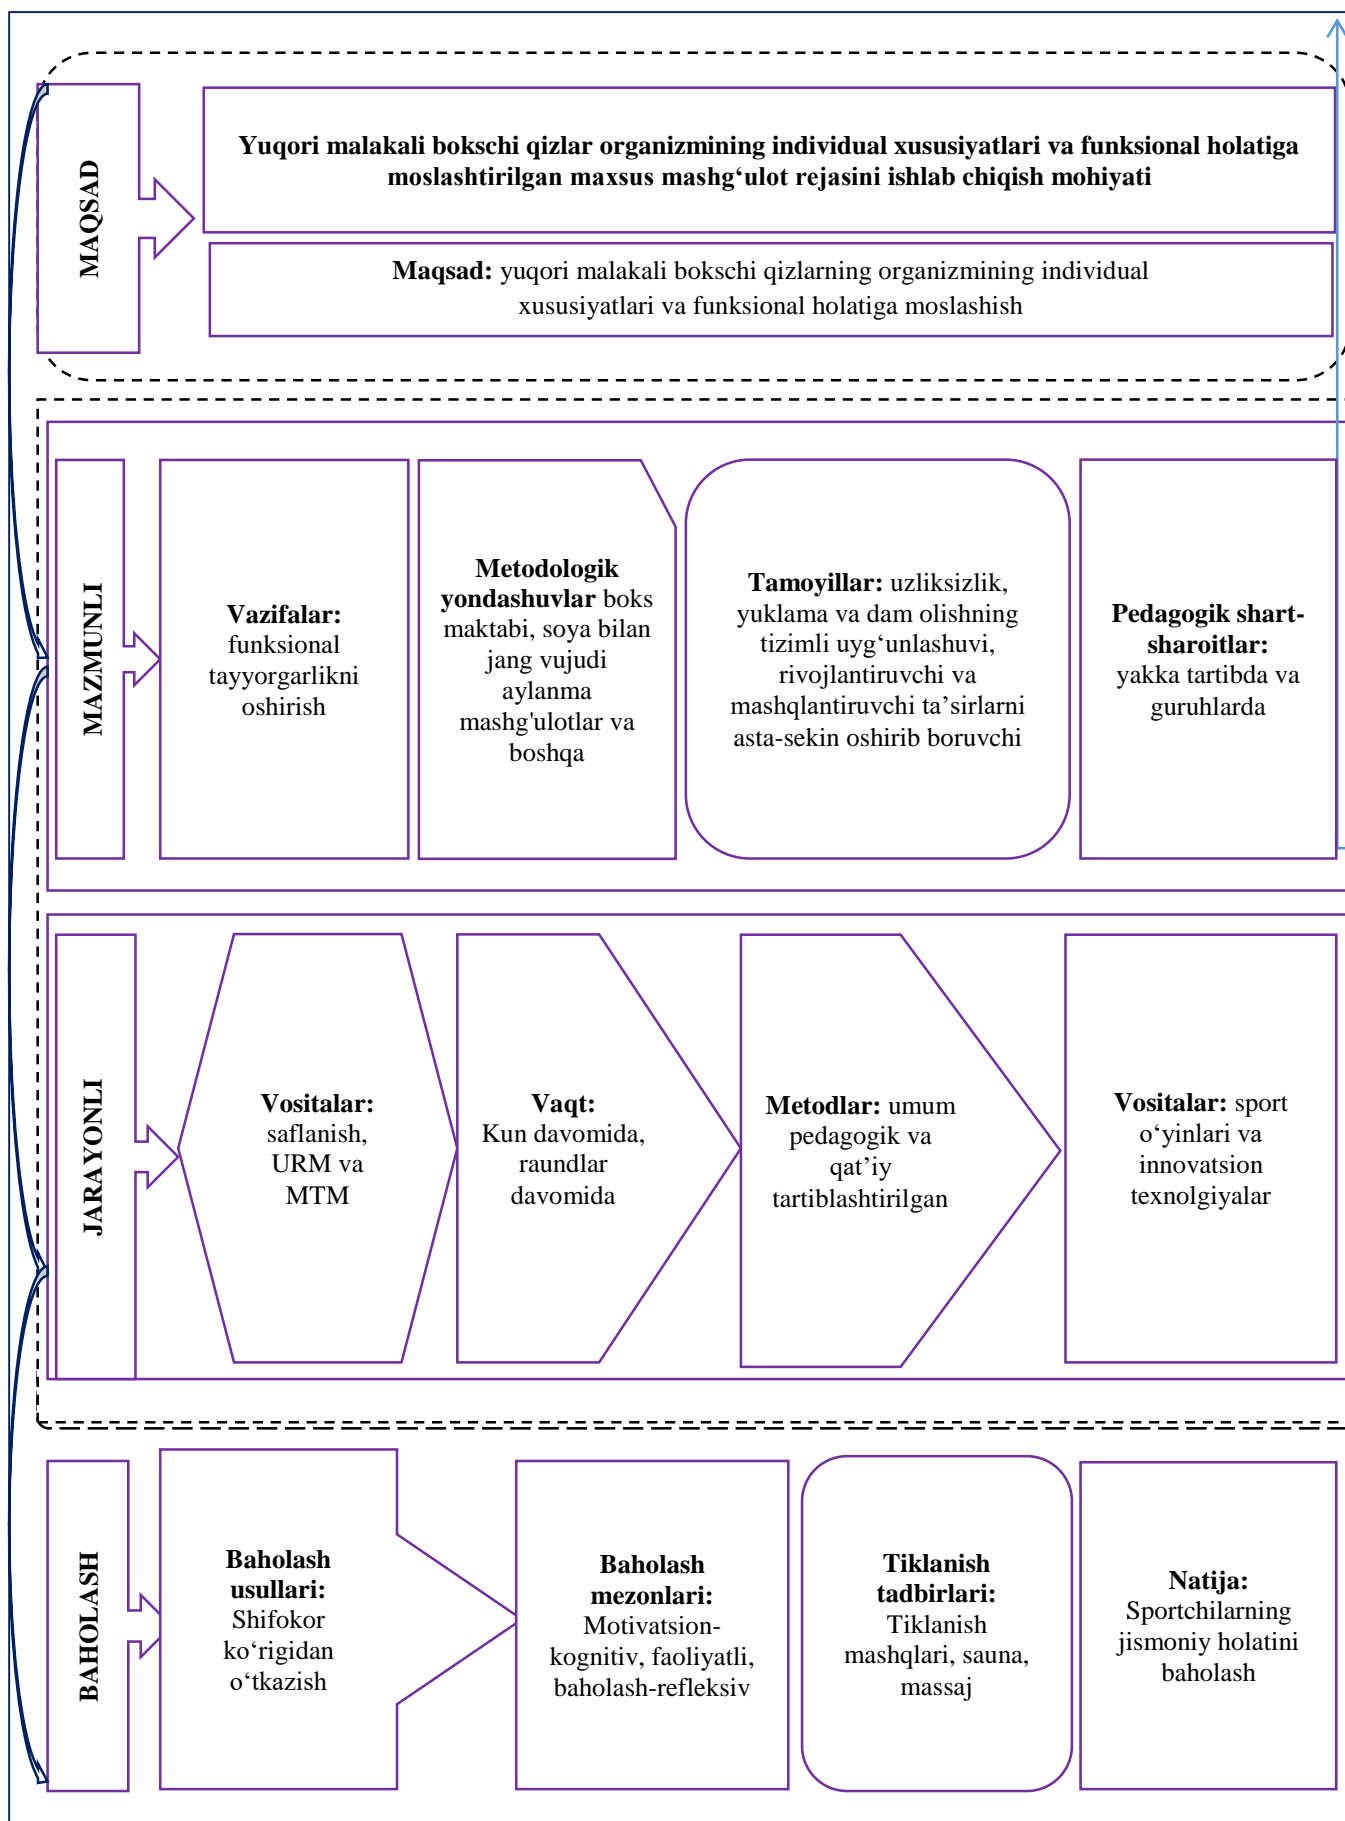 MAQSAD
Yuqori malakali bokschi qizlar organizmining individual xususiyatlari va funksional holatiga
moslashtirilgan maxsus mashg‘ulot rejasini ishlab chiqish mohiyati
Maqsad: yuqori malakali bokschi qizlarning organizmining individual
xususiyatlari va funksional holatiga moslashish
MAZMUNLI
Vazifalar:
funksional
tayyorgarlikni
oshirish
Metodologik
yondashuvlar boks
maktabi, soya bilan
jang vujudi
aylanma
mashg'ulotlar va
boshqa
Tamoyillar: uzliksizlik,
yuklama va dam olishning
tizimli uyg‘unlashuvi,
rivojlantiruvchi va
mashqlantiruvchi ta’sirlarni
asta-sekin oshirib boruvchi
Pedagogik shart-
sharoitlar:
yakka tartibda va
guruhlarda
JARAYONLI
Vositalar:
saflanish,
URM va
MTM
Vaqt:
Kun davomida,
raundlar
davomida
Metodlar: umum
pedagogik va
qat’iy
tartiblashtirilgan
Vositalar: sport
o‘yinlari va
innovatsion
texnolgiyalar
BAHOLASH
Baholash
usullari:
Shifokor
ko‘rigidan
o‘tkazish
Baholash
mezonlari:
Motivatsion-
kognitiv, faoliyatli,
baholash-refleksiv
Tiklanish
tadbirlari:
Tiklanish
mashqlari, sauna,
massaj
Natija:
Sportchilarning
jismoniy holatini
baholash